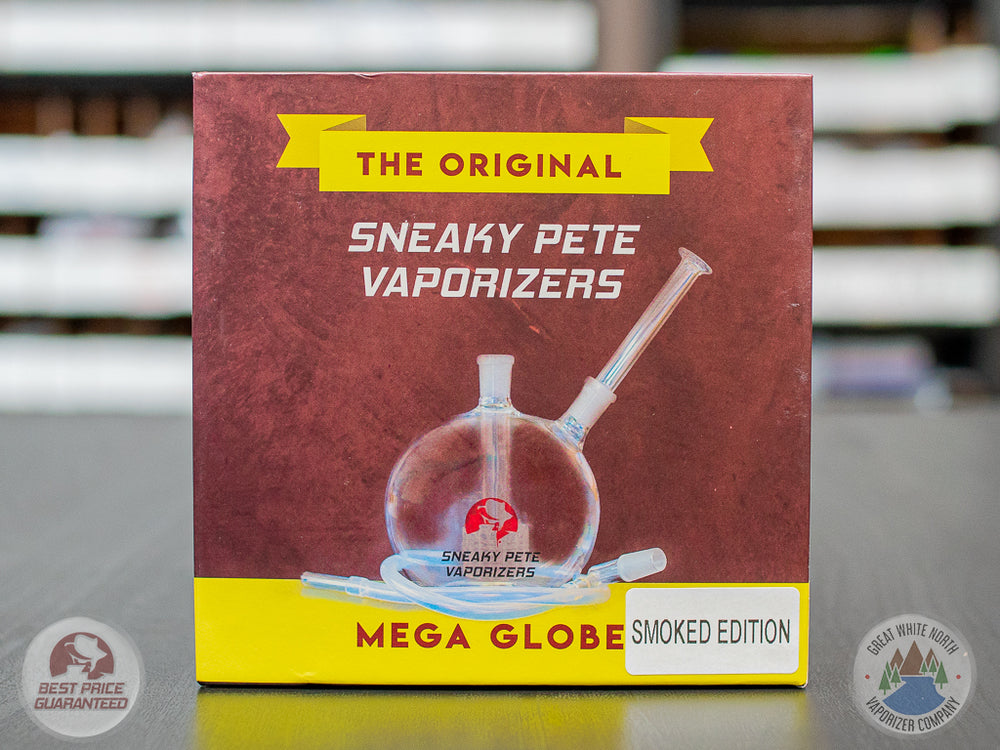 THE ORIGINAL
SNEAKY PETE
VAPORIZERS
SNEAKY PETE
VAPORIZERS
MEGA GLOBE
SMOKED EDITION
BEST PRICE
GUARANTEED
GREAT WHITE NORTH
VAPORIZER COMPANY